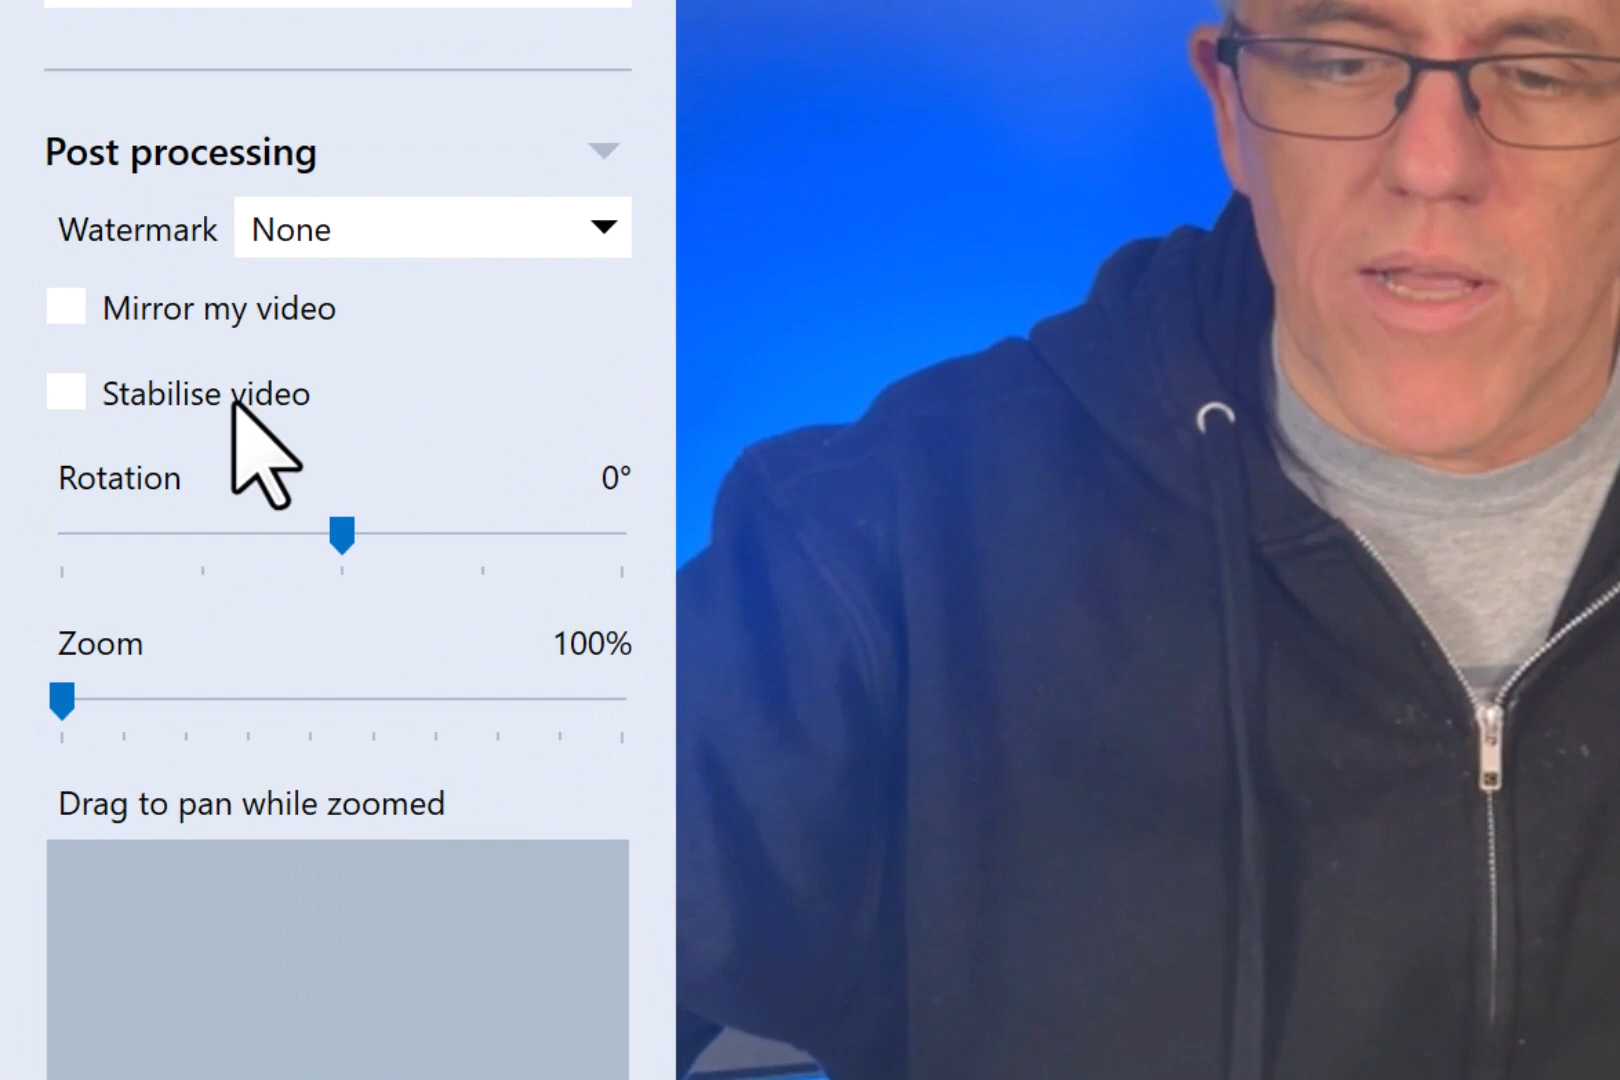 Post processing
Watermark None
Mirror my video
Stabilise video
Rotation 0°
Zoom 100%
Drag to pan while zoomed